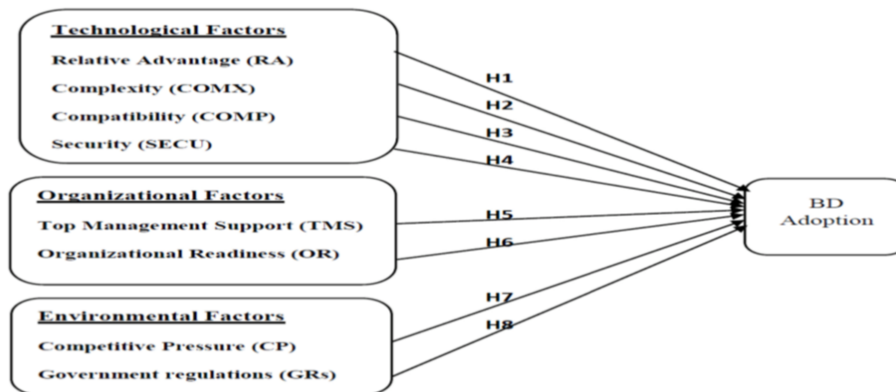 Technological Factors
Relative Advantage (RA)
Complexity (COMX)
Compatibility (COMP)
Security (SECU)
Organizational Factors
Top Management Support (TMS)
Organizational Readiness (OR)
Environmental Factors
Competitive Pressure (CP)
Government regulations (GRs)
H1
H2
H3
H4
H5
H6
H7
H8
BD
Adoption